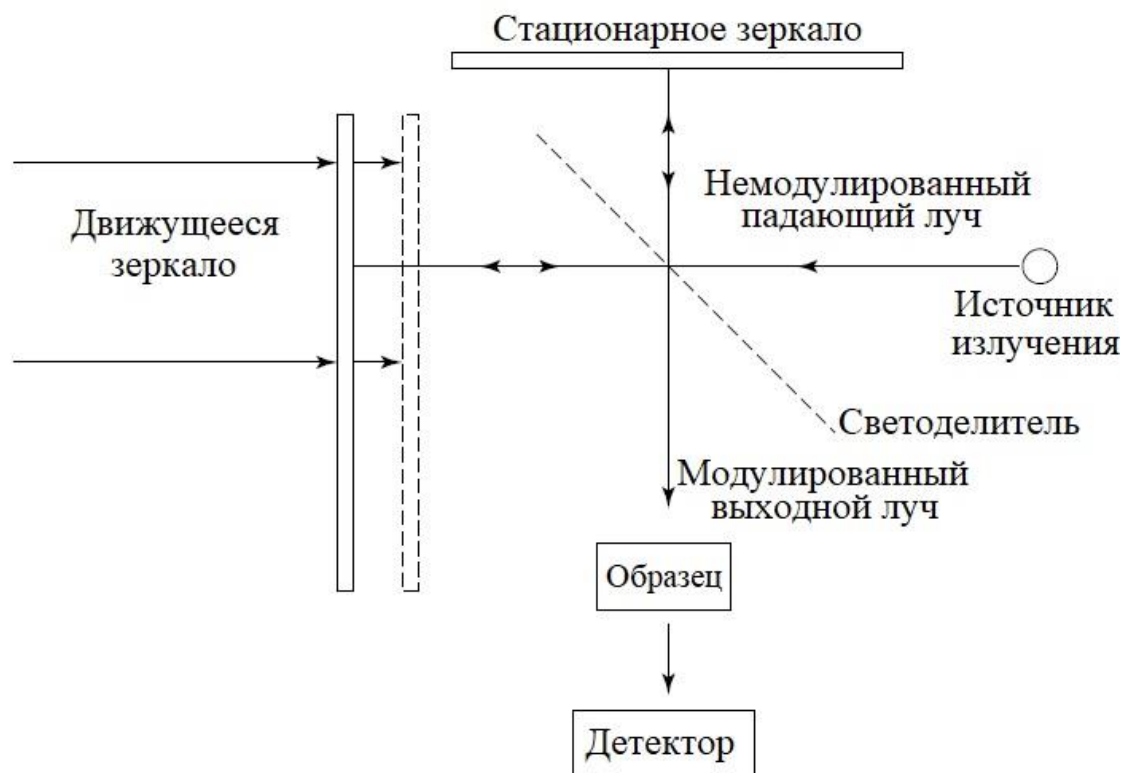 Стационарное зеркало
Немодулированный
падающий луч
Движущееся
зеркало
Источник
излучения
Светоделитель
Модулированный
выходной луч
Образец
Детектор